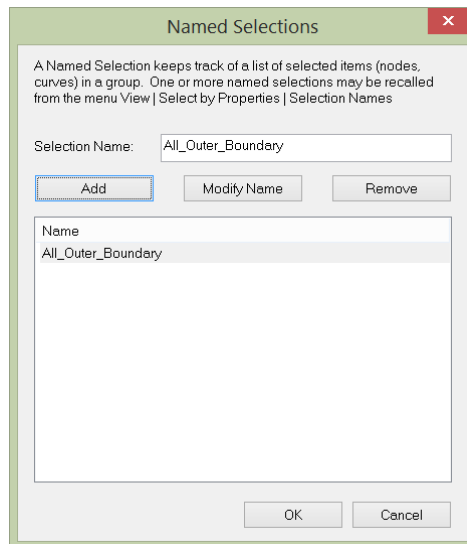 Named Selections
A Named Selection keeps track of a list of selected items (nodes,
curves) in a group.  One or more named selections may be recalled
from the menu View | Select by Properties | Selection Names
Selection Name: All_Outer_Boundary
Add Modify Name Remove
Name
All_Outer_Boundary
OK Cancel